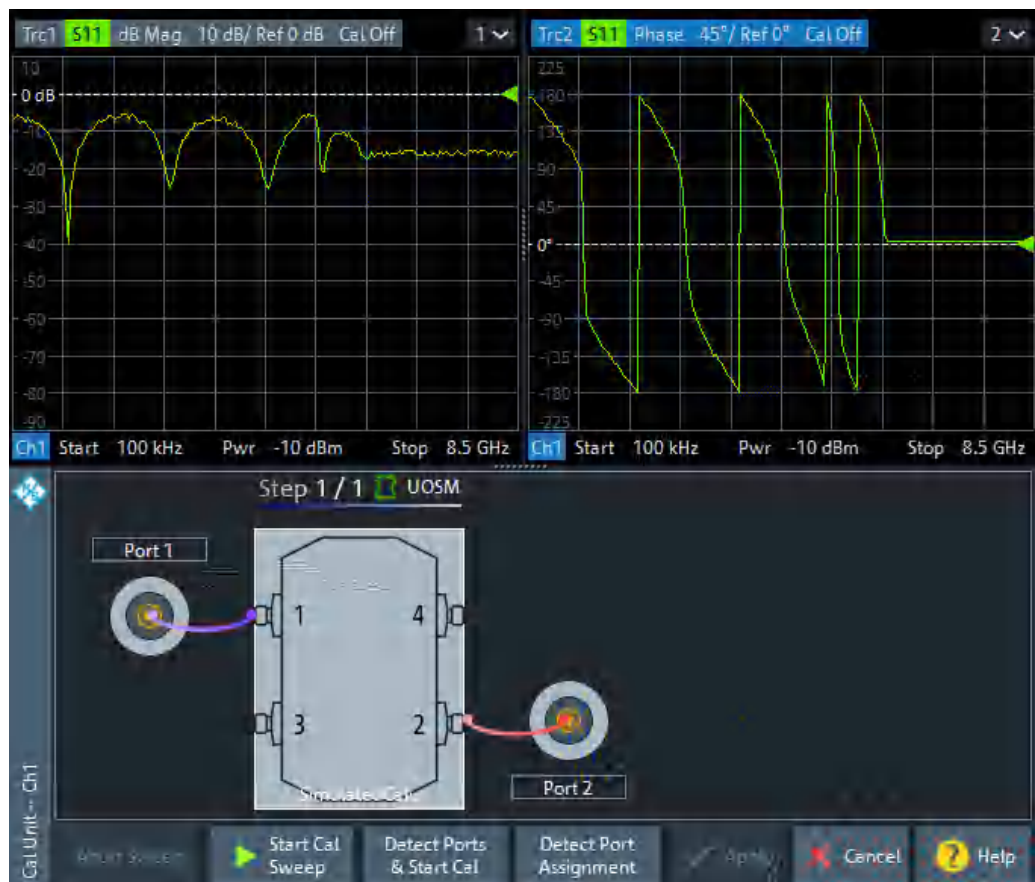 Trc1 S11 dB Mag 10 dB/ Ref 0 dB Cal Off 1
10
0 dB
-10
-20
-30
-40
-50
-60
-70
-80
-90
Ch1 Start 100 kHz Pwr -10 dBm Stop 8.5 GHz
Trc2 S11 Phase 45°/ Ref 0° Cal Off 2
225
180
135
90
45
0°
-45
-90
-135
-180
-225
Ch1 Start 100 kHz Pwr -10 dBm Stop 8.5 GHz
Cal Unit -- Ch1
Step 1 / 1 UOSM
Port 1
1
4
3
2
Port 2
Start Cal
Sweep
Detect Ports
& Start Cal
Detect Port
Assignment
Apply
Cancel
? Help